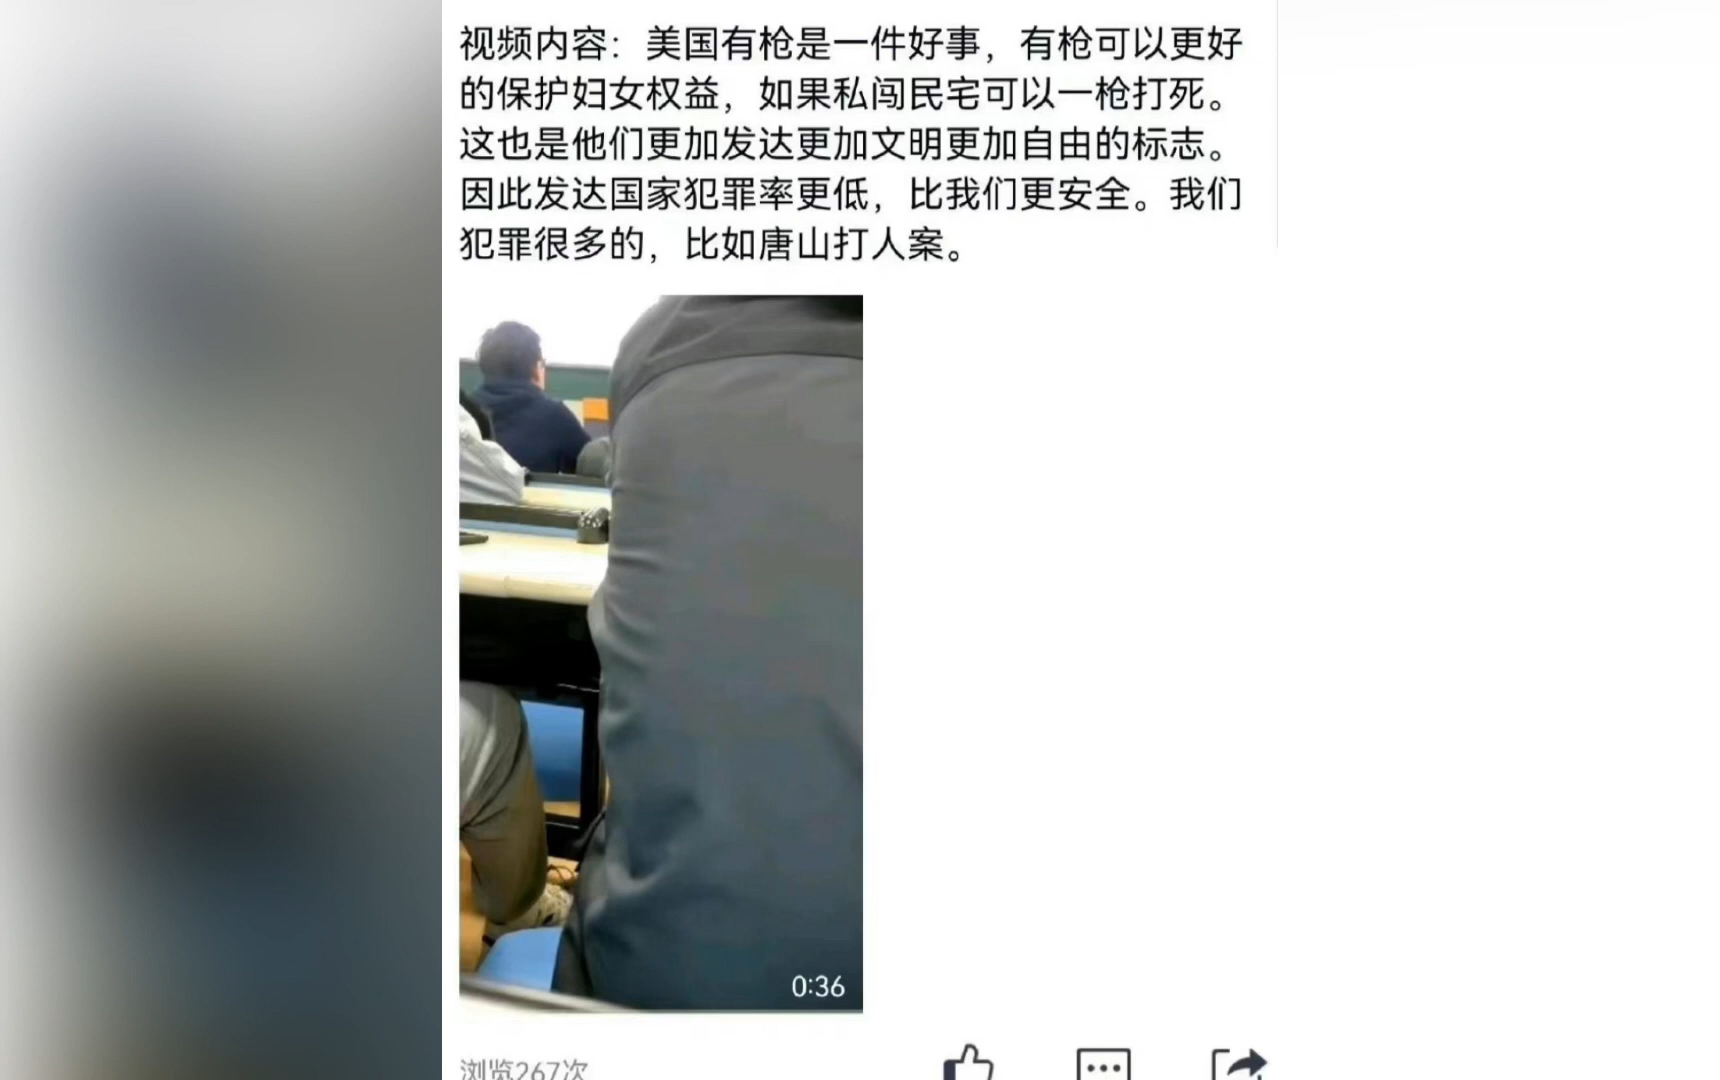 视频内容：美国有枪是一件好事，有枪可以更好
的保护妇女权益，如果私闯民宅可以一枪打死。
这也是他们更加发达更加文明更加自由的标志。
因此发达国家犯罪率更低，比我们更安全。我们
犯罪很多的，比如唐山打人案。
0:36
浏览267次